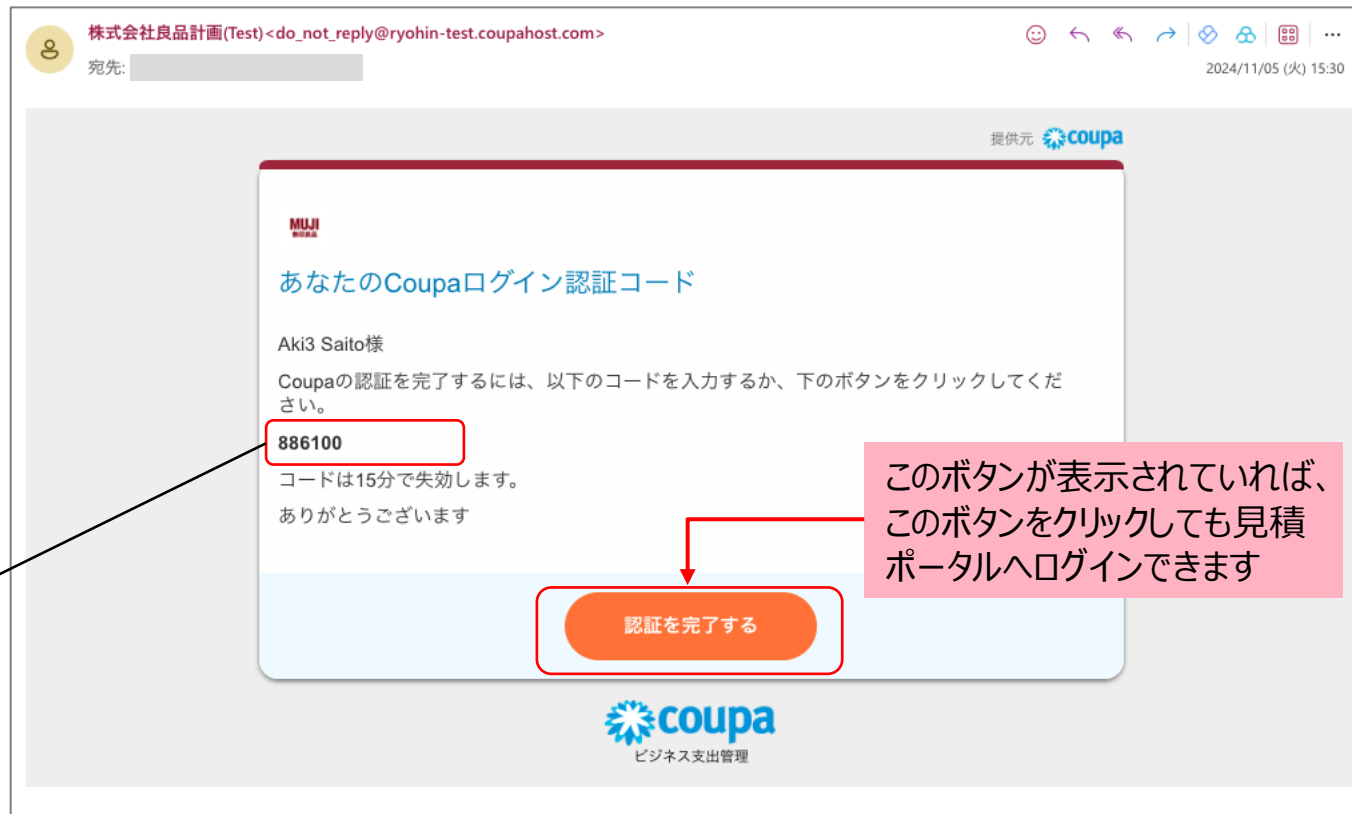 株式会社良品計画(Test)<do_not_reply@ryohin-test.coupahost.com>
宛先:
2024/11/05 (火) 15:30
提供元 coupa
MUJI
無印良品
あなたのCoupaログイン認証コード
Aki3 Saito様
Coupaの認証を完了するには、以下のコードを入力するか、下のボタンをクリックしてくだ
さい。
886100
コードは15分で失効します。
ありがとうございます
このボタンが表示されていれば、
このボタンをクリックしても見積
ポータルへログインできます
認証を完了する
coupa
ビジネス支出管理